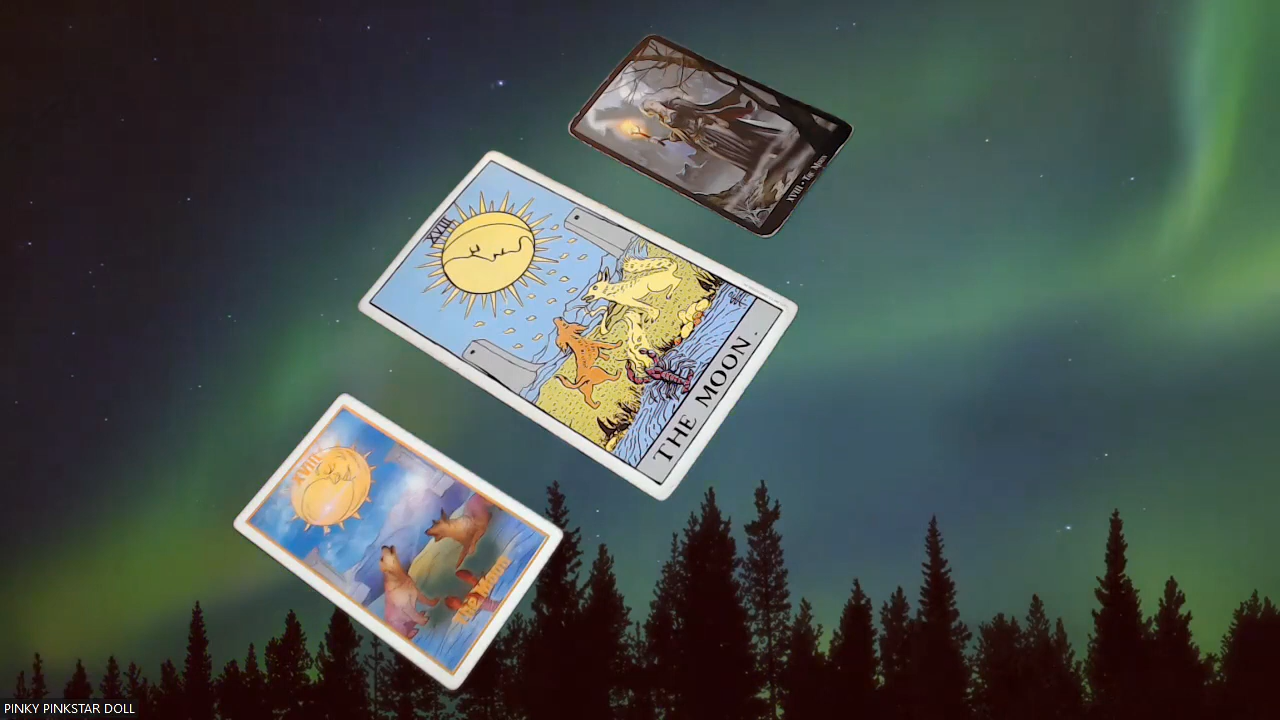 XVIII • The Moon
XVIII
THE MOON.
XVIII
The Moon
PINKY PINKSTAR DOLL